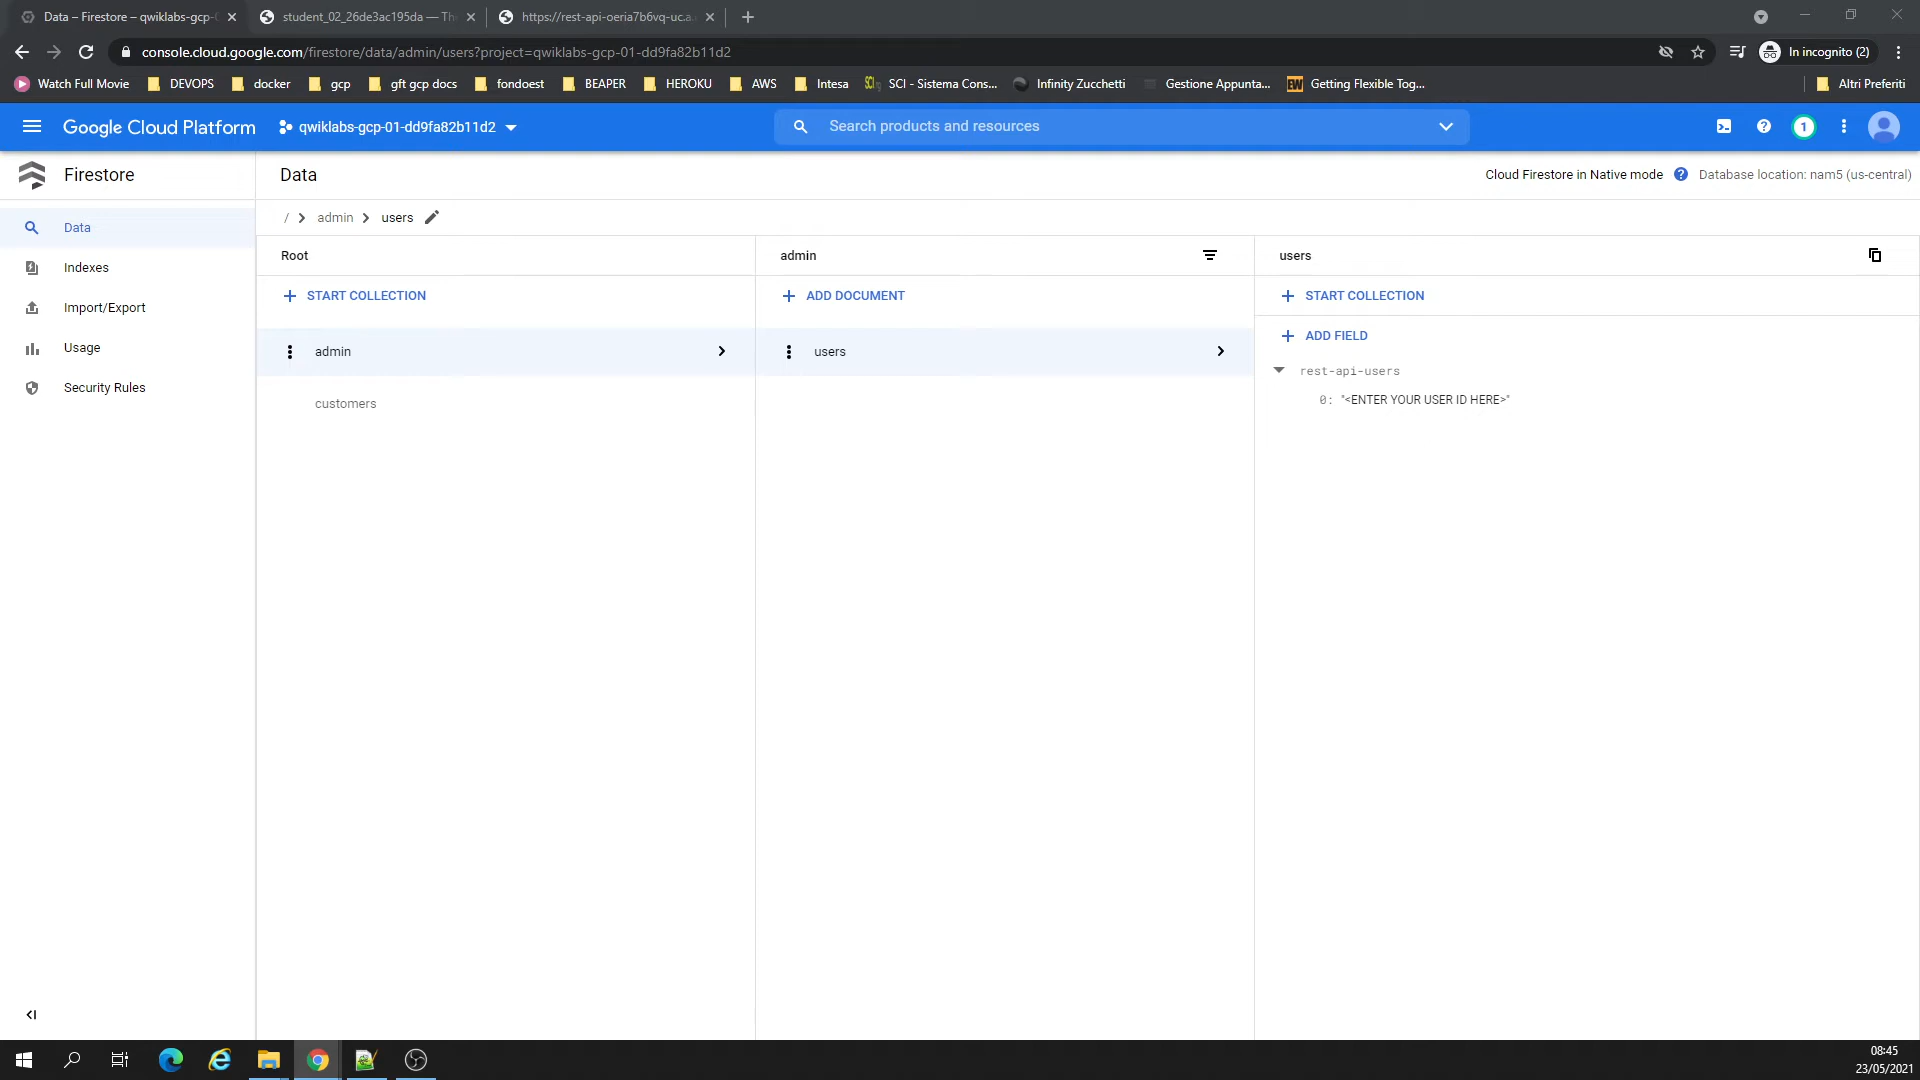 Data – Firestore – qwiklabs-gcp-
student_02_26de3ac195da — Th
https://rest-api-oeria7b6vq-uc.a.
console.cloud.google.com/firestore/data/admin/users?project=qwiklabs-gcp-01-dd9fa82b11d2
In incognito (2)
Watch Full Movie
DEVOPS
docker
gcp
gft gcp docs
fondoest
BEAPER
HEROKU
AWS
Intesa
SCI - Sistema Cons...
Infinity Zucchetti
Gestione Appunta...
Getting Flexible Tog...
Altri Preferiti
Google Cloud Platform
qwiklabs-gcp-01-dd9fa82b11d2
Search products and resources
1
Firestore
Data
Cloud Firestore in Native mode
Database location: nam5 (us-central)
Data
Indexes
Import/Export
Usage
Security Rules
/ > admin > users
Root
admin
users
START COLLECTION
ADD DOCUMENT
START COLLECTION
ADD FIELD
admin
users
customers
rest-api-users
0: "<ENTER YOUR USER ID HERE>"
08:45
23/05/2021